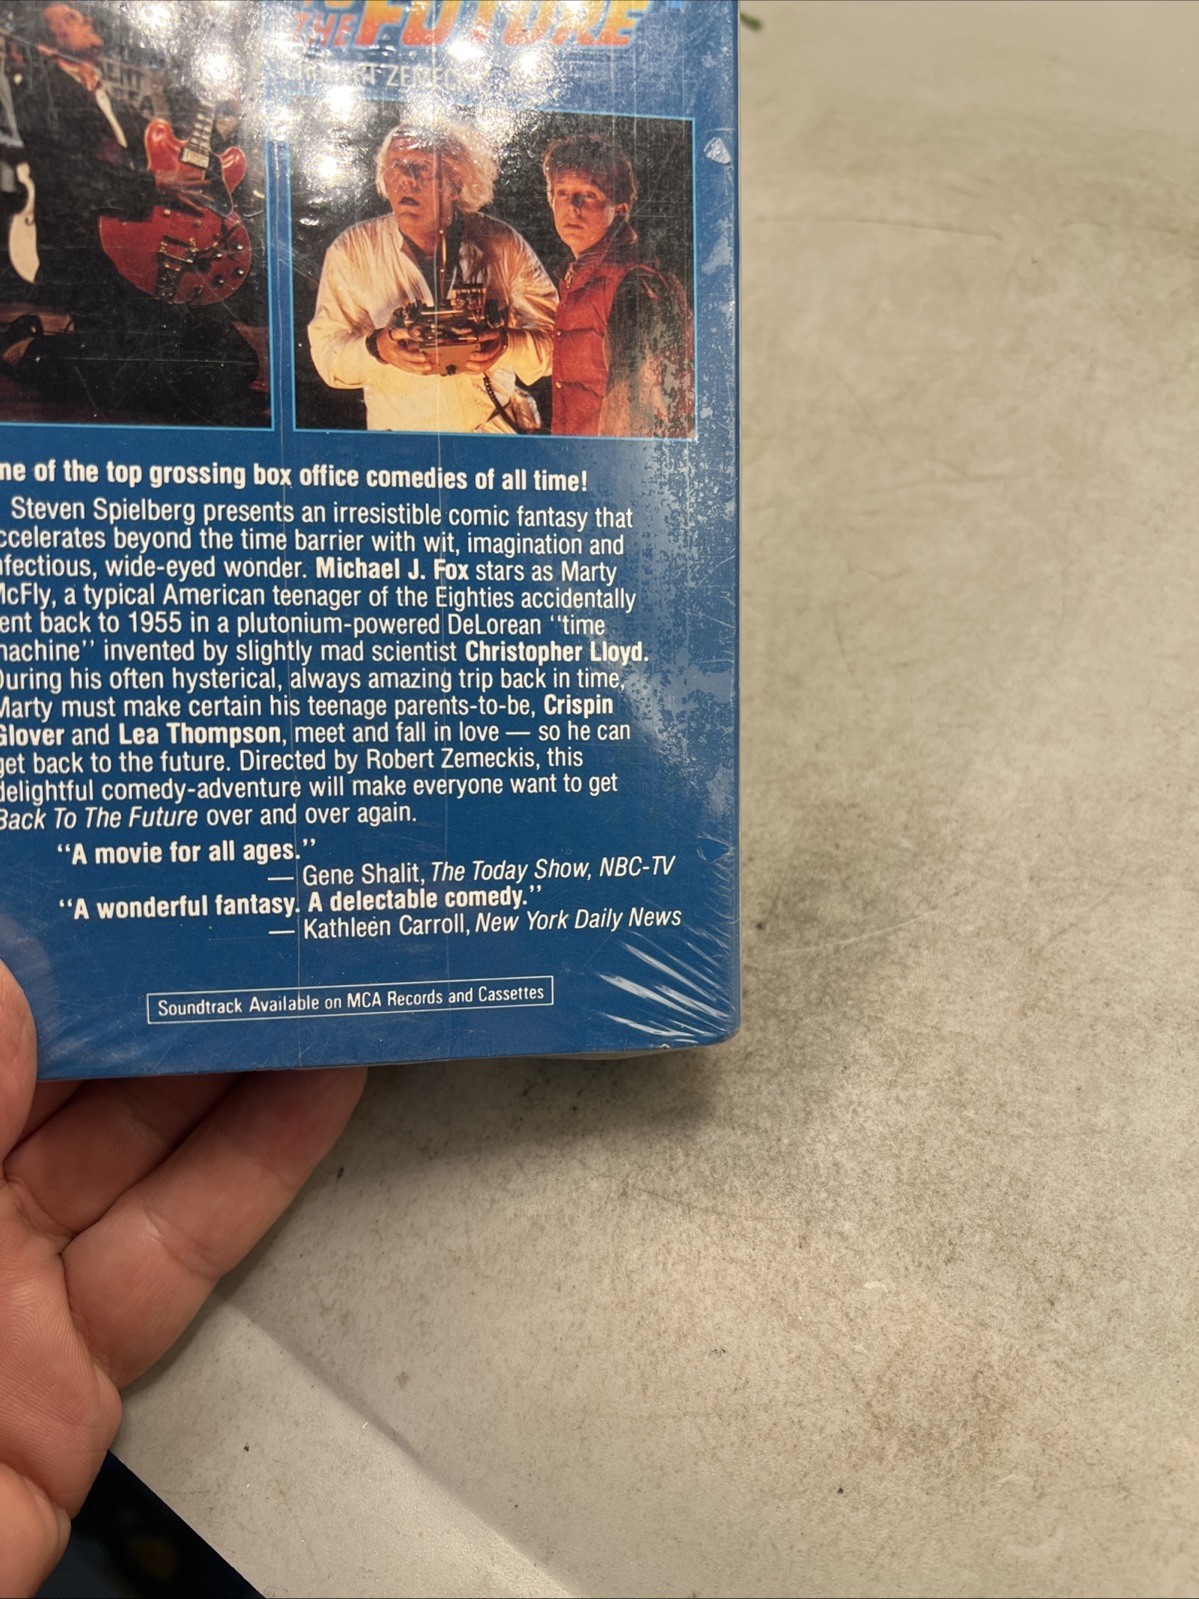 THE FUTURE
ZEMEC
ne of the top grossing box office comedies of all time!
Steven Spielberg presents an irresistible comic fantasy that
ccelerates beyond the time barrier with wit, imagination and
fectious, wide-eyed wonder. Michael J. Fox stars as Marty
IcFly, a typical American teenager of the Eighties accidentally
ent back to 1955 in a plutonium-powered DeLorean “time
nachine” invented by slightly mad scientist Christopher Lloyd.
During his often hysterical, always amazing trip back in time,
Marty must make certain his teenage parents-to-be, Crispin
Glover and Lea Thompson, meet and fall in love — so he can
get back to the future. Directed by Robert Zemeckis, this
delightful comedy-adventure will make everyone want to get
Back To The Future over and over again.
“A movie for all ages.”
— Gene Shalit, The Today Show, NBC-TV
“A wonderful fantasy. A delectable comedy.”
— Kathleen Carroll, New York Daily News
Soundtrack Available on MCA Records and Cassettes